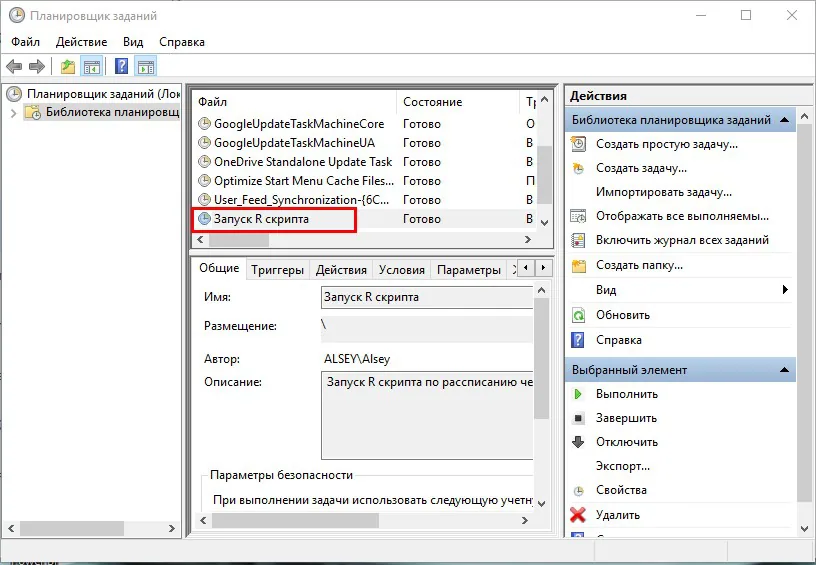 Планировщик заданий
Файл Действие Вид Справка
Планировщик заданий (Лок
Библиотека планировщ
Файл Состояние Тр
GoogleUpdateTaskMachineCore Готово О
GoogleUpdateTaskMachineUA Готово В
OneDrive Standalone Update Task Готово В
Optimize Start Menu Cache Files... Готово П
User_Feed_Synchronization-{6C... Готово В
Запуск R скрипта Готово В
Общие Триггеры Действия Условия Параметры
Имя: Запуск R скрипта
Размещение: \
Автор: ALSEY\Alsey
Описание: Запуск R скрипта по рассписанию че
Параметры безопасности
При выполнении задачи использовать следующую учетн
Действия
Библиотека планировщика заданий
Создать простую задачу...
Создать задачу...
Импортировать задачу...
Отображать все выполняемы...
Включить журнал всех заданий
Создать папку...
Вид
Обновить
Справка
Выбранный элемент
Выполнить
Завершить
Отключить
Экспорт...
Свойства
Удалить